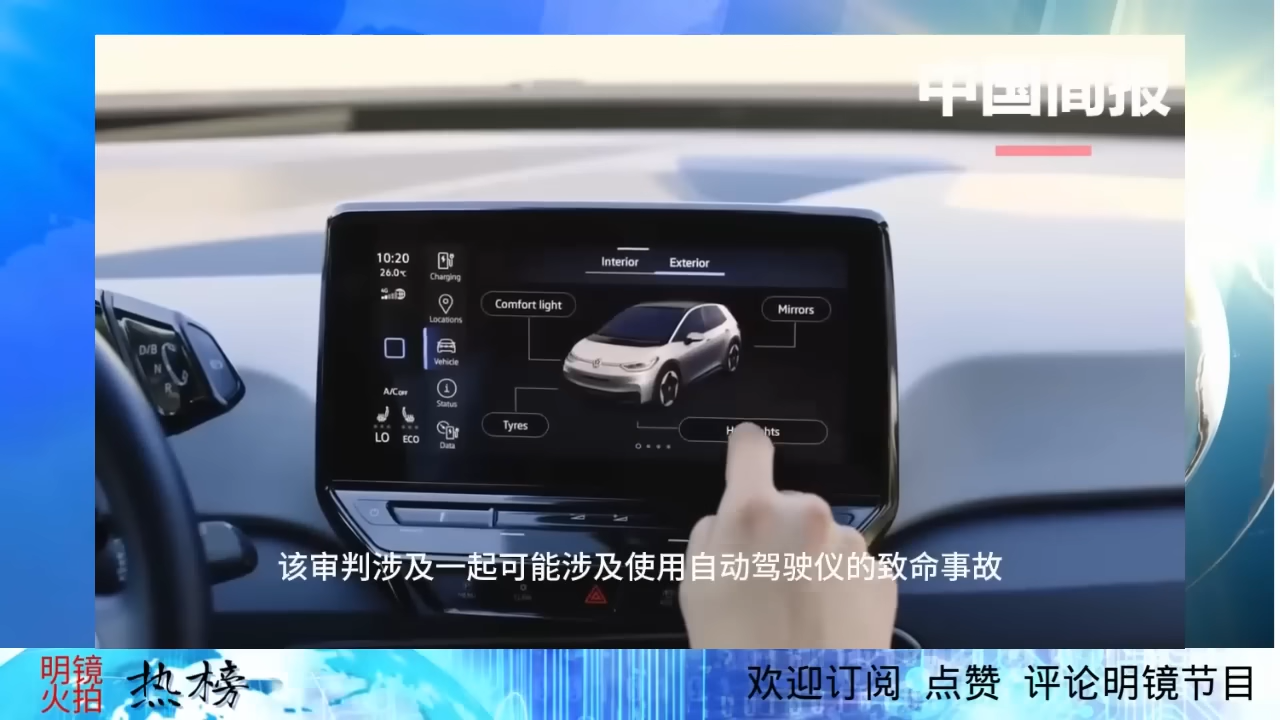 中国简报
10:20
26.0℃
4G
Charging
Locations
Vehicle
A/C OFF
Status
LO
ECO
Data
Interior
Exterior
Comfort light
Mirrors
Tyres
D/B
N
R
该审判涉及一起可能涉及使用自动驾驶仪的致命事故
明镜
火拍
热榜
欢迎订阅 点赞 评论明镜节目